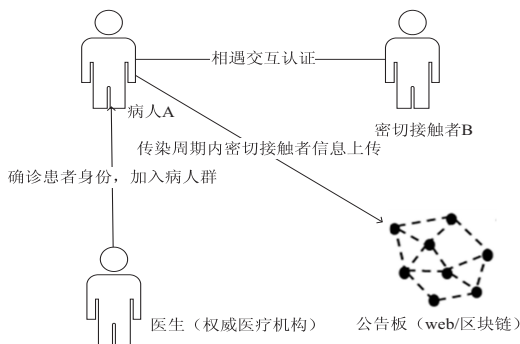 相遇交互认证
病人A
密切接触者B
传染周期内密切接触者信息上传
确诊患者身份，加入病人群
医生（权威医疗机构）
公告板（web/区块链）